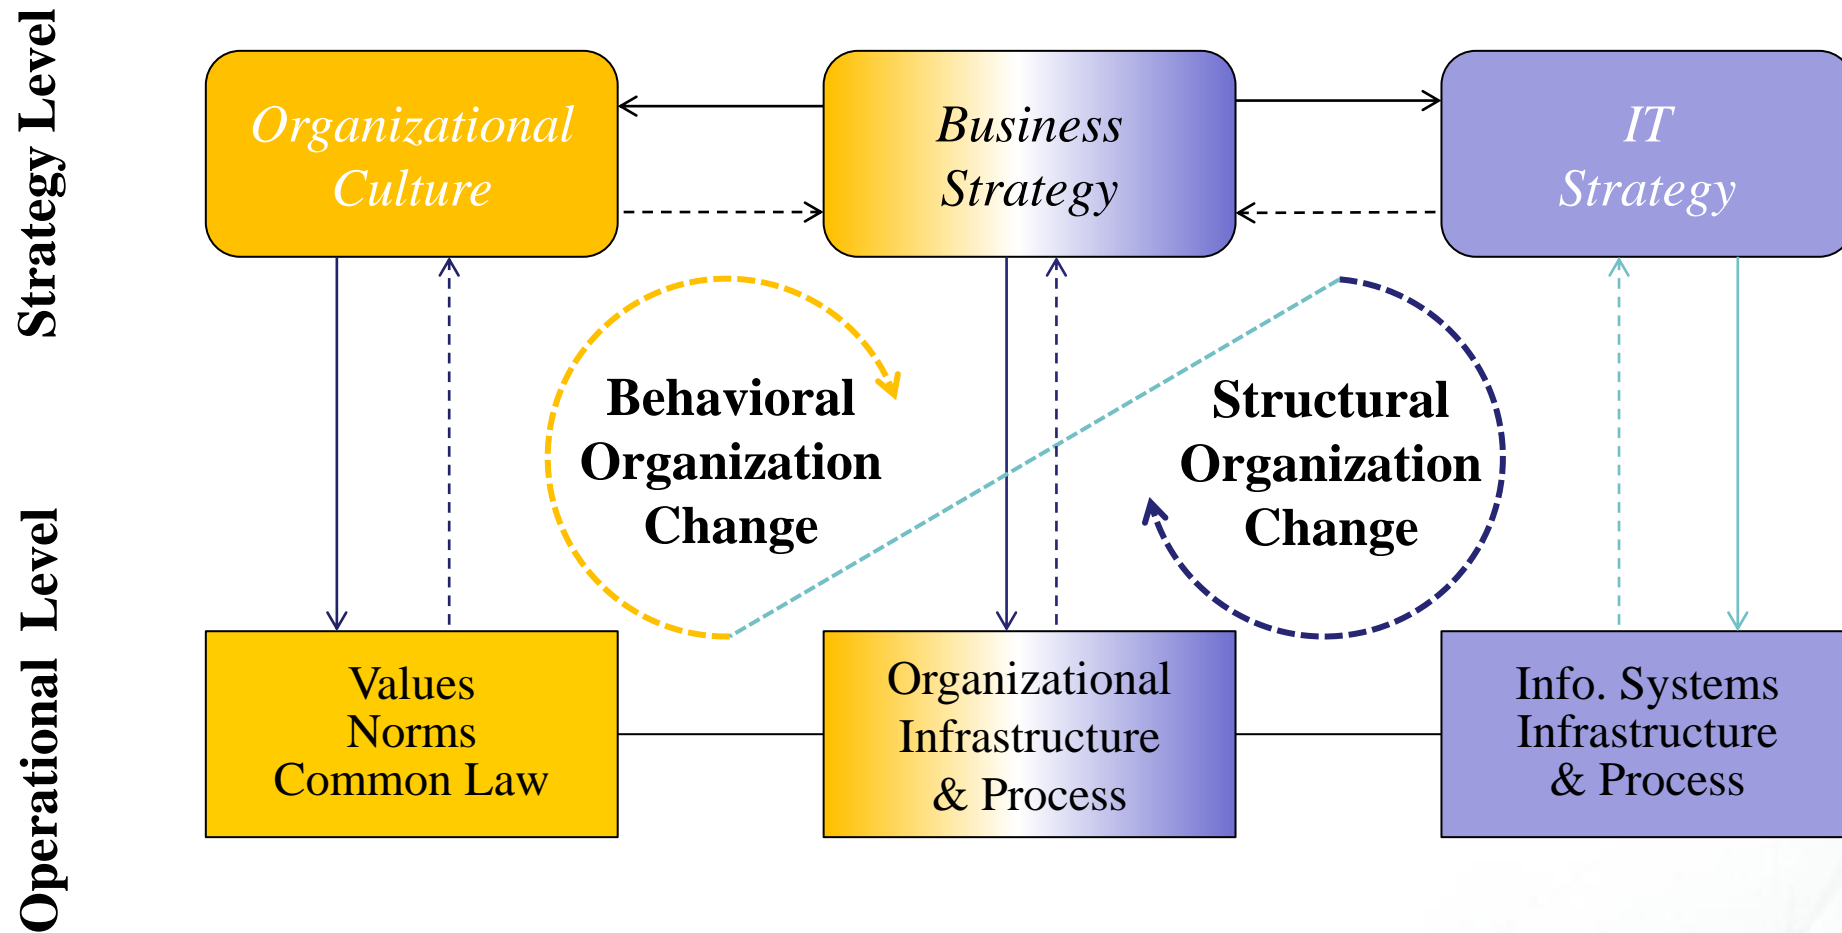 Strategy Level
Organizational
Culture
Business
Strategy
IT
Strategy
Behavioral
Organization
Change
Structural
Organization
Change
Operational Level
Values
Norms
Common Law
Organizational
Infrastructure
& Process
Info. Systems
Infrastructure
& Process